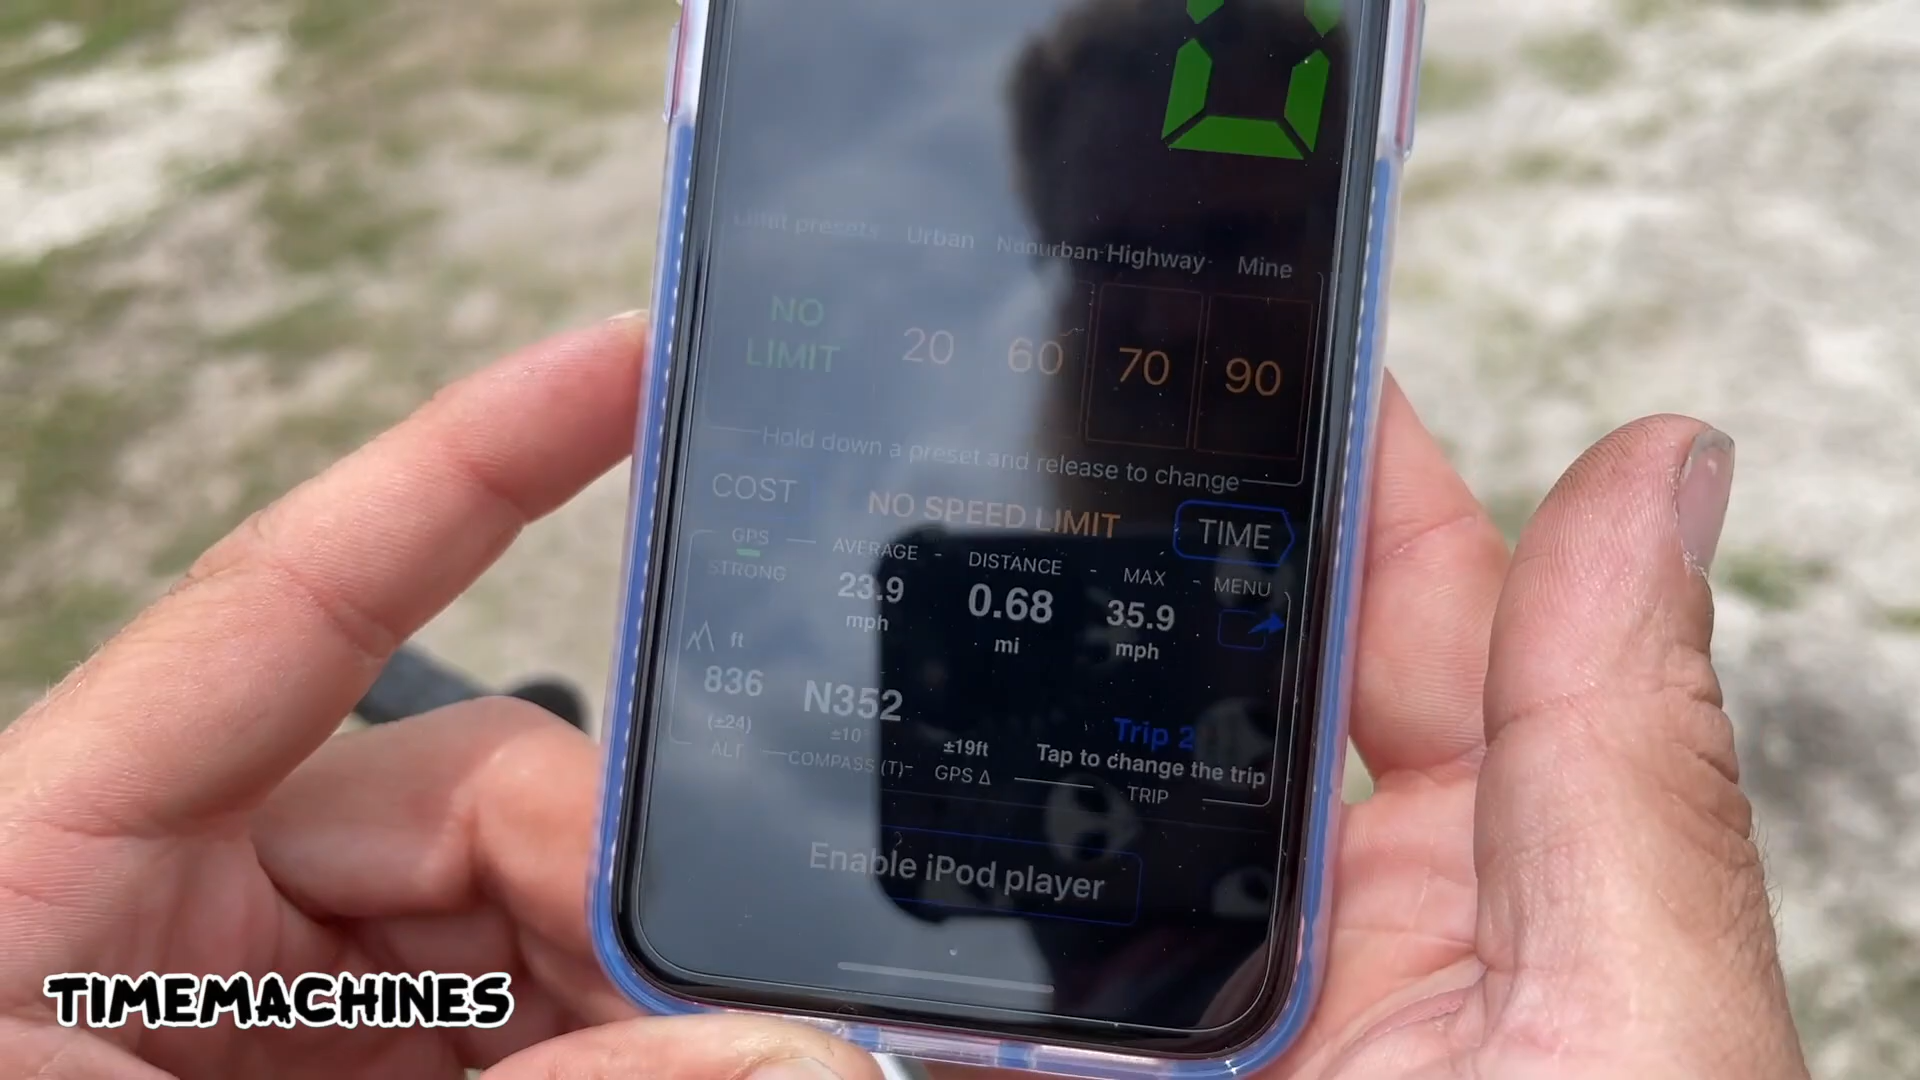 0
Limit presets Urban Nonurban Highway Mine
NO LIMIT 20 60 70 90
Hold down a preset and release to change
COST NO SPEED LIMIT TIME
GPS AVERAGE DISTANCE MAX MENU
STRONG 23.9 0.68 35.9
mph mi mph
ft
836 N352 Trip 2
(±24) ±10° ±19ft Tap to change the trip
ALT COMPASS (T) GPS Δ TRIP
Enable iPod player
TIMEMACHINES